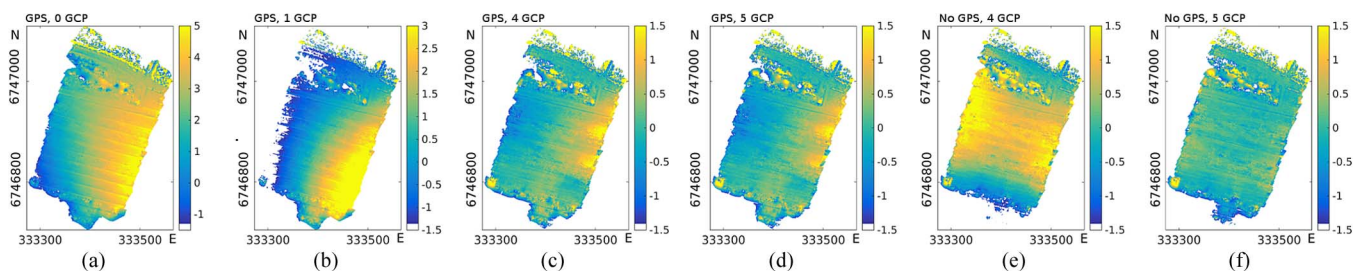 GPS, 0 GCP
N
6747000
6746800
333300
333500
E
5
4
3
2
1
0
-1
(a)
GPS, 1 GCP
N
6747000
6746800
333300
333500
E
3
2.5
2
1.5
1
0.5
0
-0.5
-1
-1.5
(b)
GPS, 4 GCP
N
6747000
6746800
333300
333500
E
1.5
1
0.5
0
-0.5
-1
-1.5
(c)
GPS, 5 GCP
N
6747000
6746800
333300
333500
E
1.5
1
0.5
0
-0.5
-1
-1.5
(d)
No GPS, 4 GCP
N
6747000
6746800
333300
333500
E
1.5
1
0.5
0
-0.5
-1
-1.5
(e)
No GPS, 5 GCP
N
6747000
6746800
333300
333500
E
1.5
1
0.5
0
-0.5
-1
-1.5
(f)